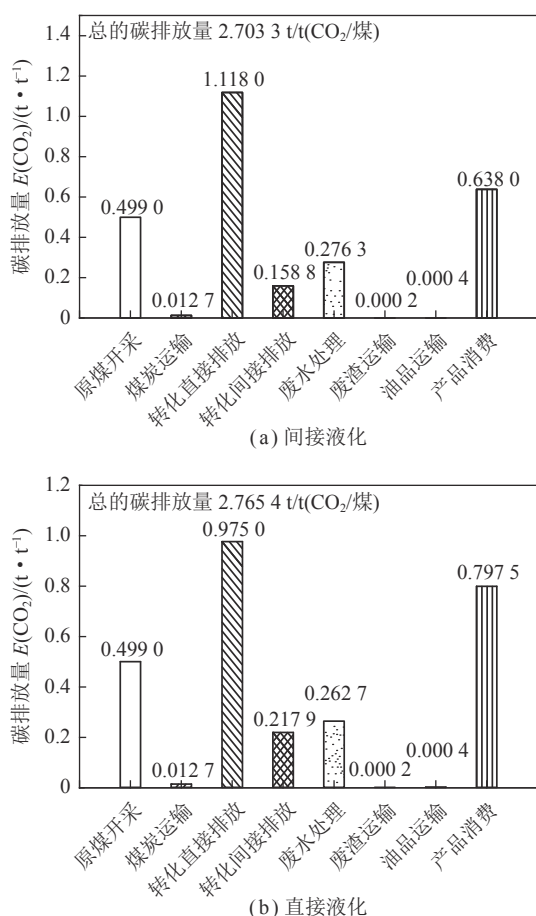 总的碳排放量 2.703 3 t/t(CO₂/煤)
碳排放量 E(CO₂)/(t • t⁻¹)
1.4
1.2
1.0
0.8
0.6
0.4
0.2
0
0.499 0
0.012 7
1.118 0
0.158 8
0.276 3
0.000 2
0.000 4
0.638 0
原煤开采
煤炭运输
转化直接排放
转化间接排放
废水处理
废渣运输
油品运输
产品消费
(a) 间接液化
总的碳排放量 2.765 4 t/t(CO₂/煤)
碳排放量 E(CO₂)/(t • t⁻¹)
1.2
1.0
0.8
0.6
0.4
0.2
0
0.499 0
0.012 7
0.975 0
0.217 9
0.262 7
0.000 2
0.000 4
0.797 5
原煤开采
煤炭运输
转化直接排放
转化间接排放
废水处理
废渣运输
油品运输
产品消费
(b) 直接液化